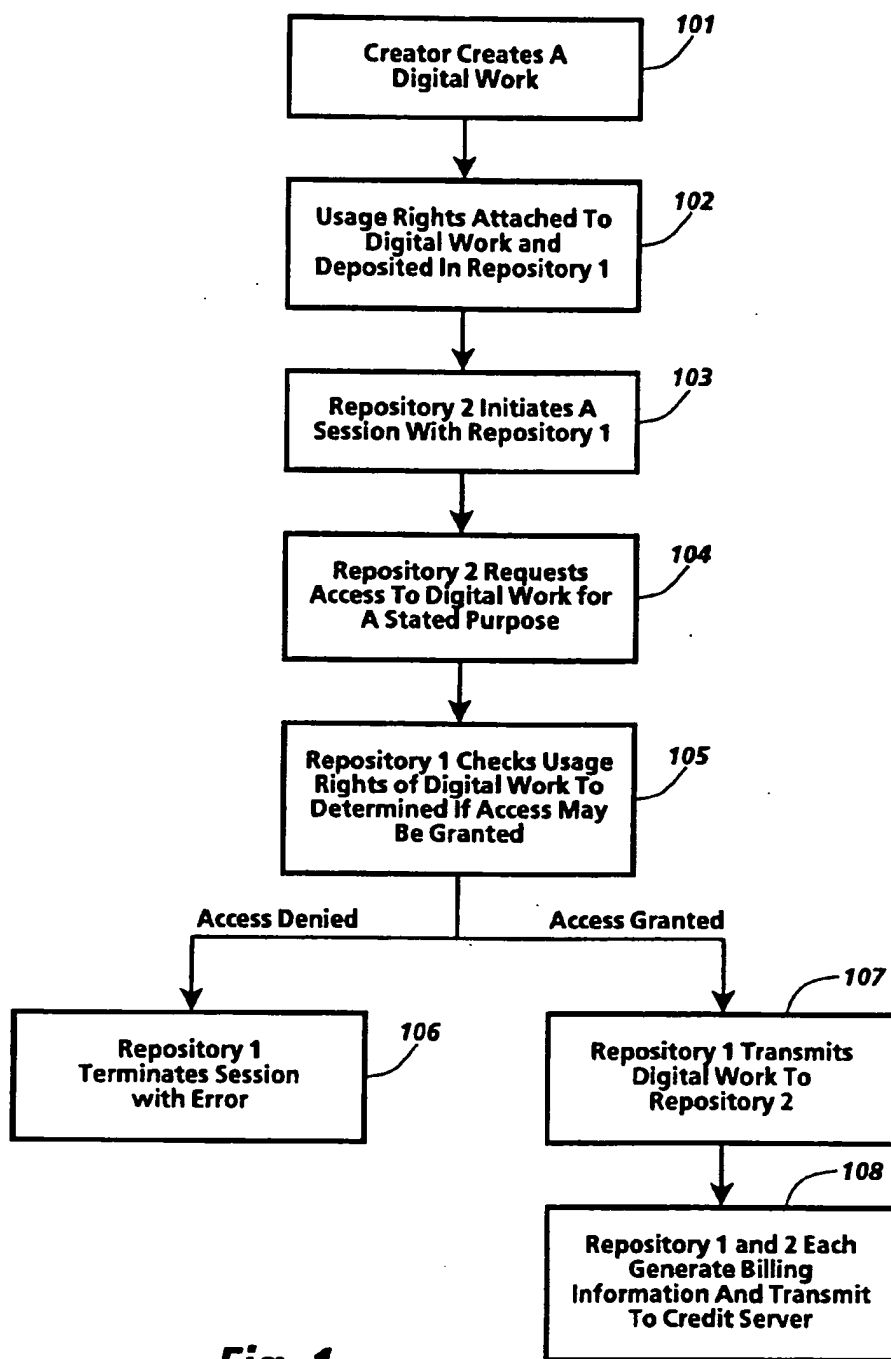 101
Creator Creates A
Digital Work
102
Usage Rights Attached To
Digital Work and
Deposited In Repository 1
103
Repository 2 Initiates A
Session With Repository 1
104
Repository 2 Requests
Access To Digital Work for
A Stated Purpose
105
Repository 1 Checks Usage
Rights of Digital Work To
Determined If Access May
Be Granted
Access Denied
Access Granted
106
Repository 1
Terminates Session
with Error
107
Repository 1 Transmits
Digital Work To
Repository 2
108
Repository 1 and 2 Each
Generate Billing
Information And Transmit
To Credit Server
Fig. 1